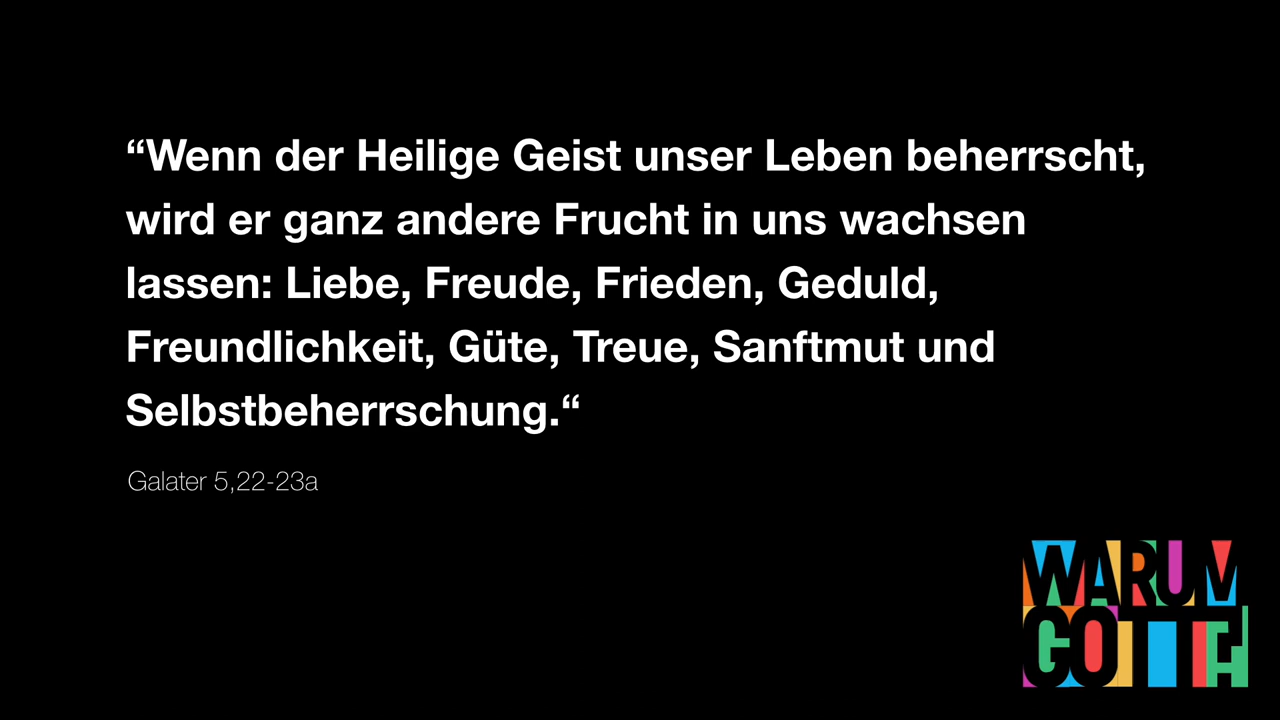 “Wenn der Heilige Geist unser Leben beherrscht,
wird er ganz andere Frucht in uns wachsen
lassen: Liebe, Freude, Frieden, Geduld,
Freundlichkeit, Güte, Treue, Sanftmut und
Selbstbeherrschung.“
Galater 5,22-23a
WARUM
GOTT?